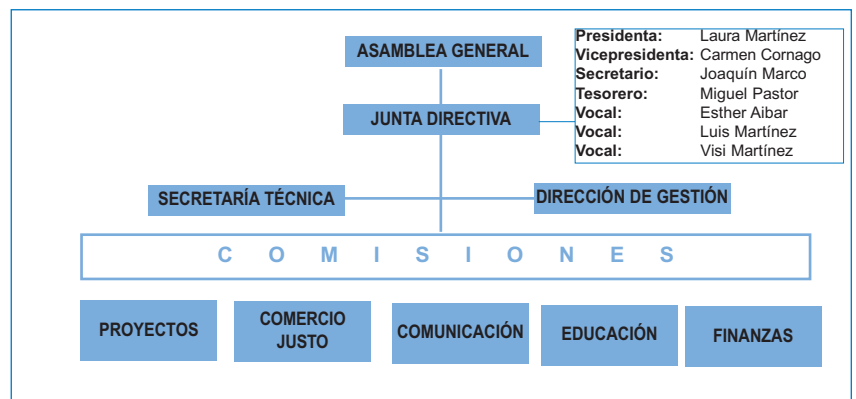 ASAMBLEA GENERAL
Presidenta: Laura Martínez
Vicepresidenta: Carmen Cornago
Secretario: Joaquín Marco
Tesorero: Miguel Pastor
Vocal: Esther Aibar
Vocal: Luis Martínez
Vocal: Visi Martínez
JUNTA DIRECTIVA
SECRETARÍA TÉCNICA
DIRECCIÓN DE GESTIÓN
C O M I S I O N E S
PROYECTOS
COMERCIO
JUSTO
COMUNICACIÓN
EDUCACIÓN
FINANZAS